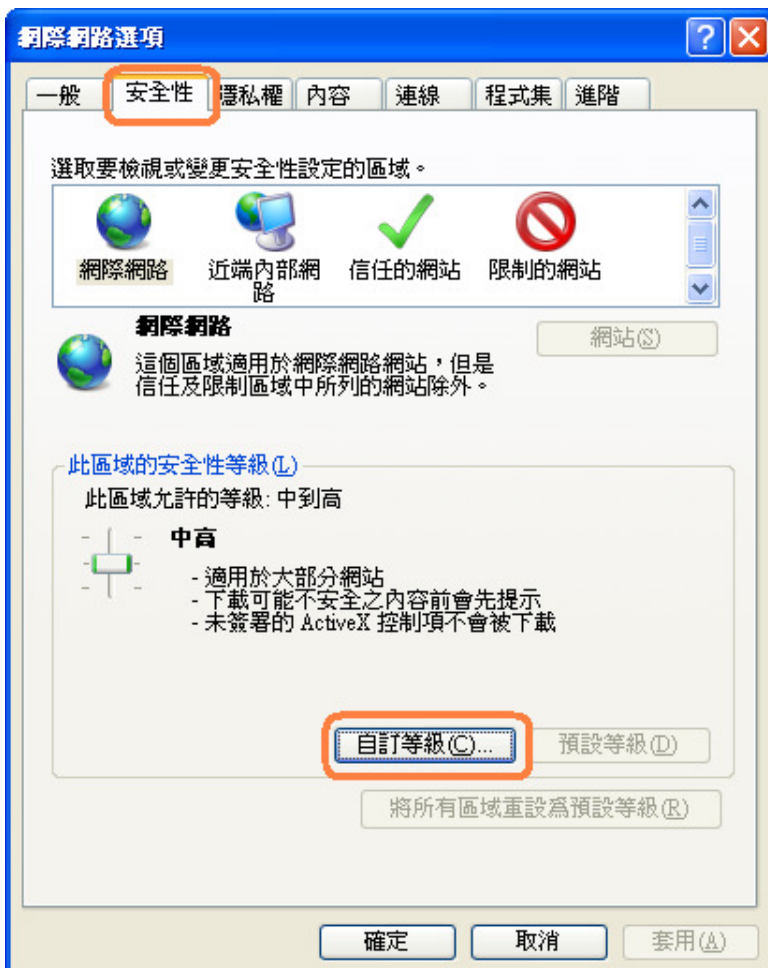 網際網路選項
一般 安全性 隱私權 內容 連線 程式集 進階
選取要檢視或變更安全性設定的區域。
網際網路 近端內部網路 信任的網站 限制的網站
網際網路
網站(S)
這個區域適用於網際網路網站，但是
信任及限制區域中所列的網站除外。
此區域的安全性等級(L)
此區域允許的等級: 中到高
中高
- 適用於大部分網站
- 下載可能不安全之內容前會先提示
- 未簽署的 ActiveX 控制項不會被下載
自訂等級(C)... 預設等級(D)
將所有區域重設為預設等級(R)
確定 取消 套用(A)